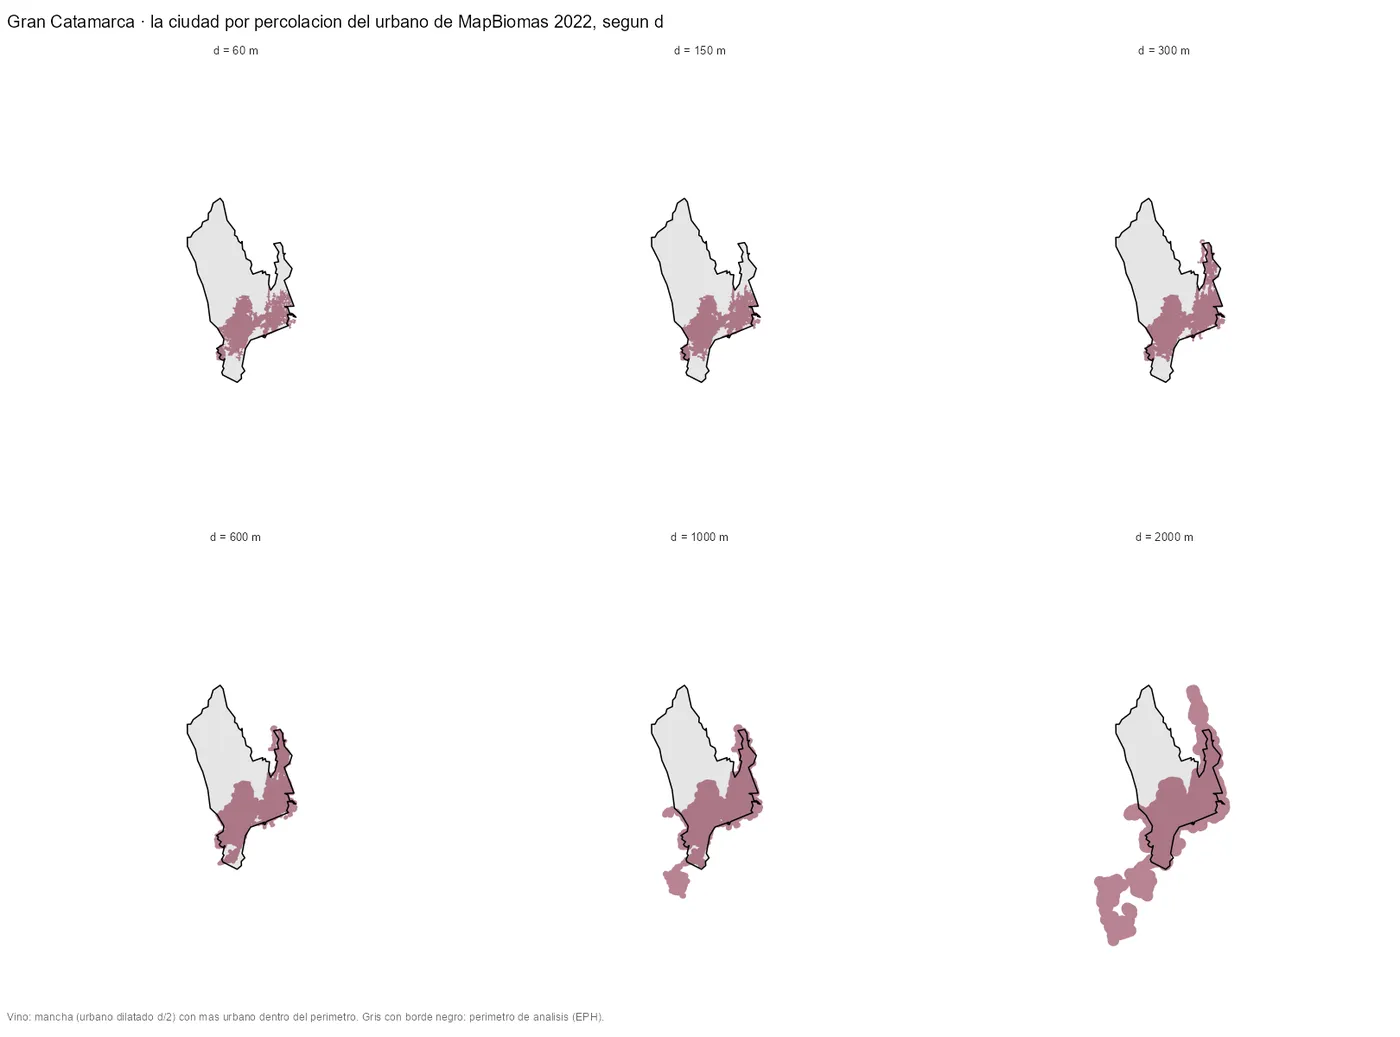 Gran Catamarca · la ciudad por percolacion del urbano de MapBiomas 2022, segun d
d = 60 m
d = 150 m
d = 300 m
d = 600 m
d = 1000 m
d = 2000 m
Vino: mancha (urbano dilatado d/2) con mas urbano dentro del perimetro. Gris con borde negro: perimetro de analisis (EPH).